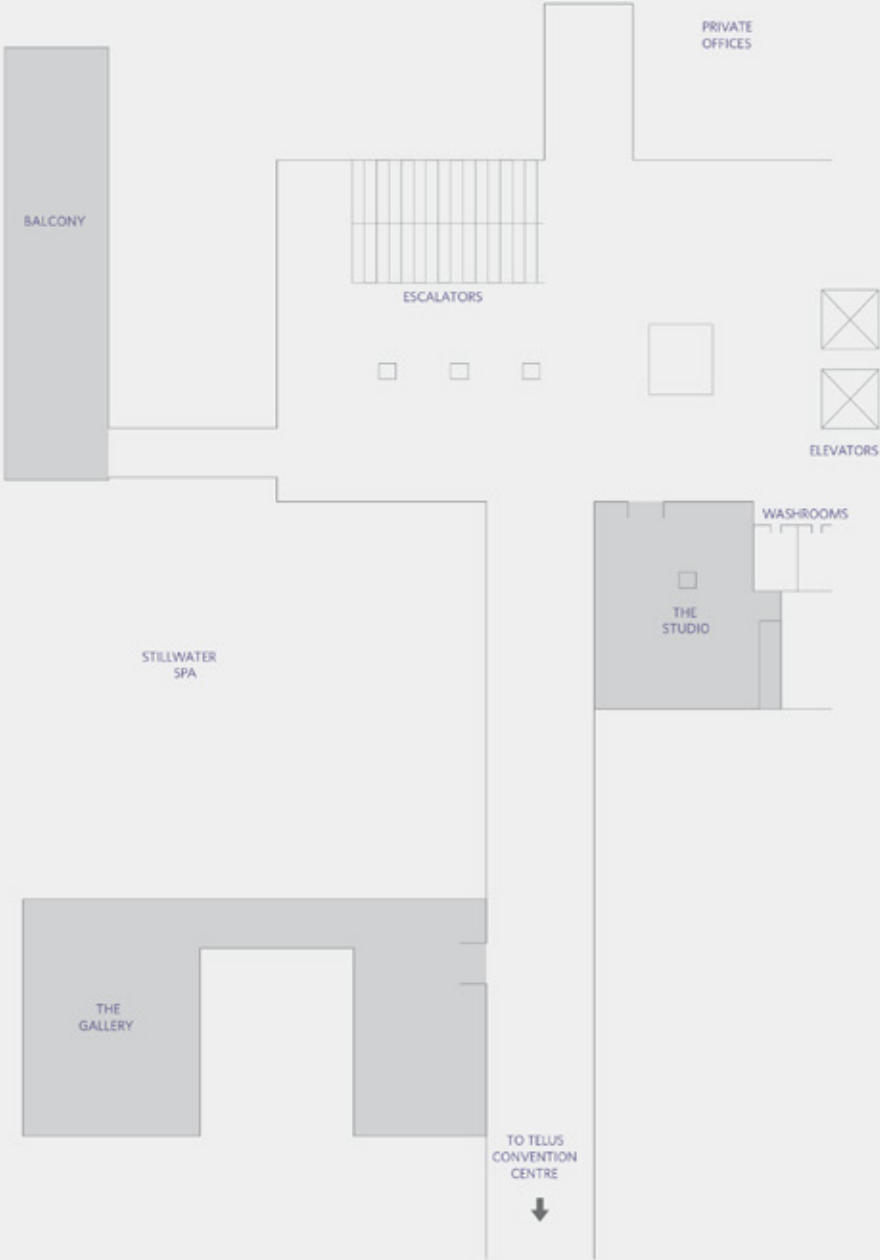 PRIVATE
OFFICES
BALCONY
ESCALATORS
ELEVATORS
WASHROOMS
THE
STUDIO
STILLWATER
SPA
THE
GALLERY
TO TELUS
CONVENTION
CENTRE